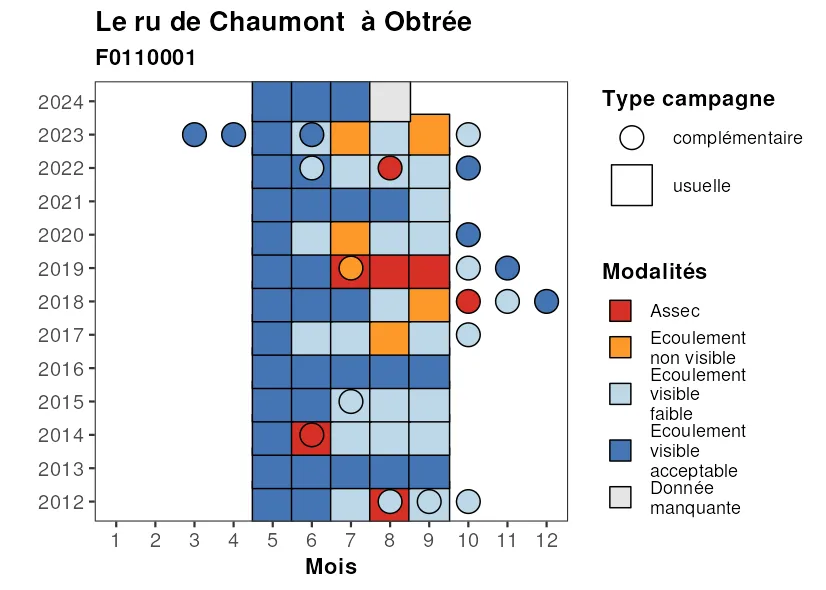 Le ru de Chaumont  à Obtrée
F0110001
2024
2023
2022
2021
2020
2019
2018
2017
2016
2015
2014
2013
2012
1 2 3 4 5 6 7 8 9 10 11 12
Mois
Type campagne
complémentaire
usuelle
Modalités
Assec
Ecoulement
non visible
Ecoulement
visible
faible
Ecoulement
visible
acceptable
Donnée
manquante